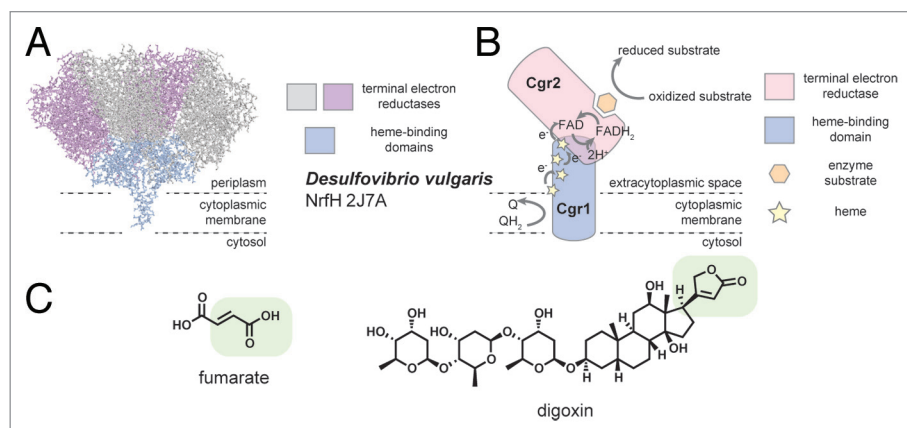 A
terminal electron
reductases
heme-binding
domains
Desulfovibrio vulgaris
NrfH 2J7A
periplasm
cytoplasmic
membrane
cytosol
B
Cgr2
reduced substrate
oxidized substrate
FAD
FADH2
e-
e-
2H+
e-
Cgr1
Q
QH2
extracytoplasmic space
cytoplasmic
membrane
cytosol
terminal electron
reductase
heme-binding
domain
enzyme
substrate
heme
C
O
OH
HO
O
fumarate
OH
OH
OH
HO
HO
O
O
O
O
O
O
H
H
H
H
OH
OH
H
O
O
digoxin